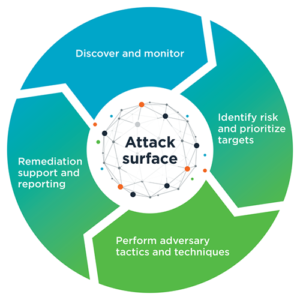 Discover and monitor
Identify risk
and prioritize
targets
Attack
surface
Remediation
support and
reporting
Perform adversary
tactics and techniques